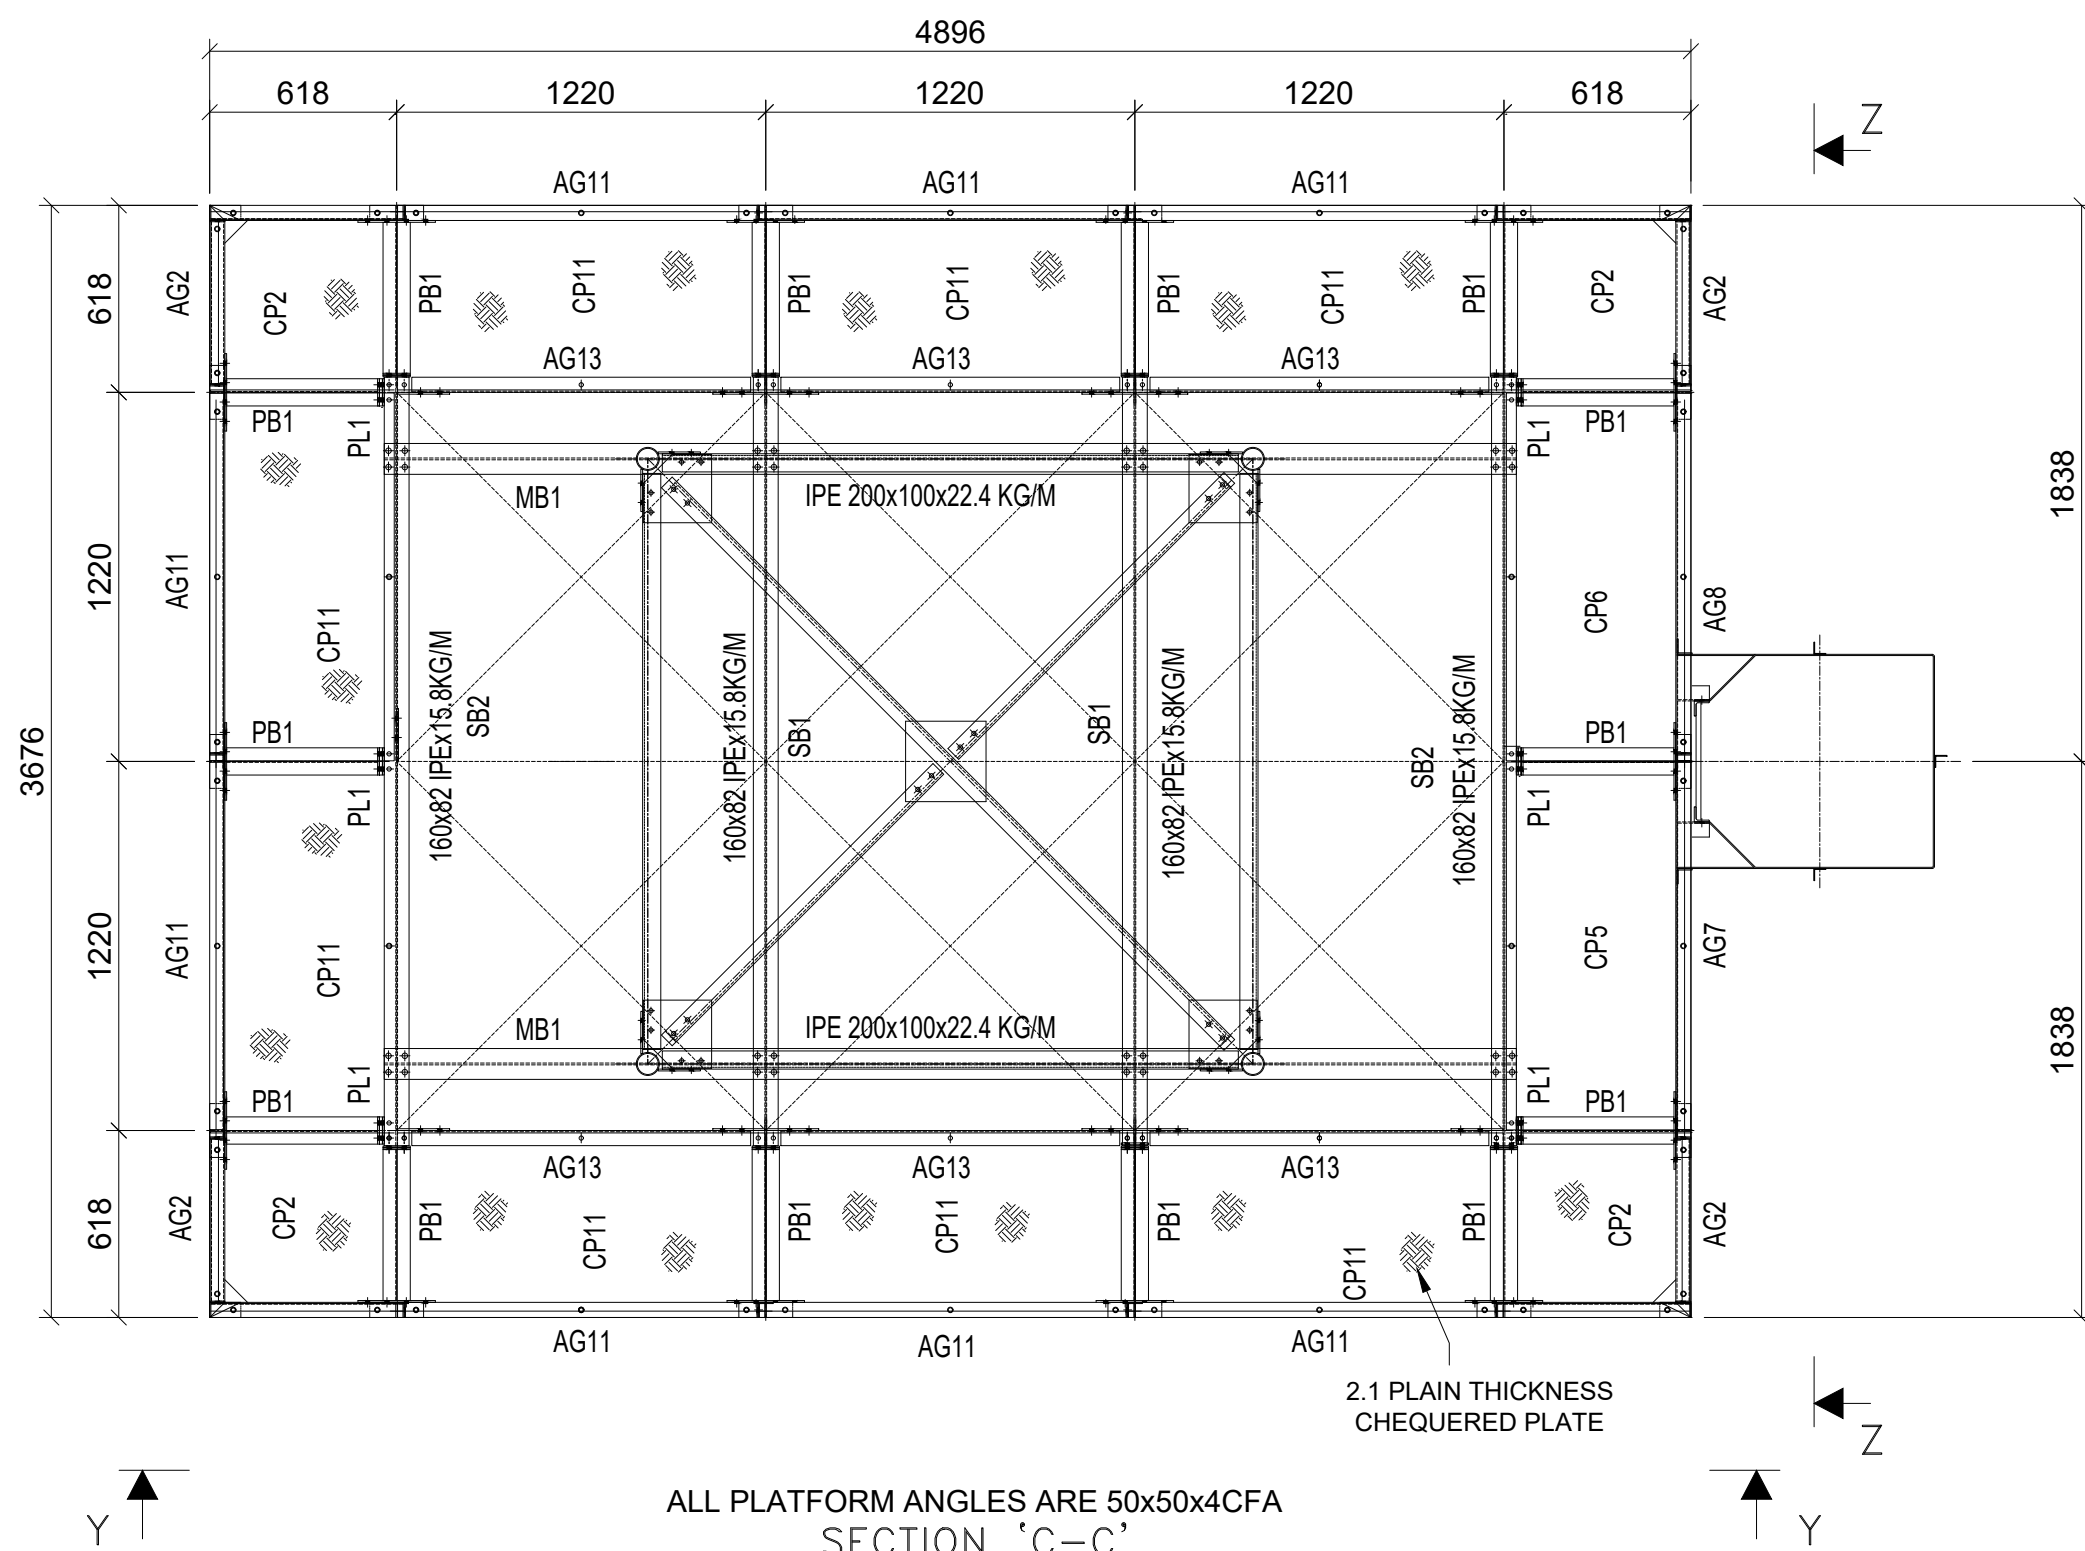 4896
618 1220 1220 1220 618
Z
AG11 AG11 AG11
618 AG2 CP2 PB1 CP11 PB1 CP11 PB1 CP11 PB1 CP2 AG2
AG13 AG13 AG13
PB1 PL1 PL1 PB1
MB1 IPE 200x100x22.4 KG/M
1838
1220 AG11 CP11 CP6 AG8
160x82 IPEx15.8KG/M SB2 160x82 IPEx15.8KG/M SB1 SB1 160x82 IPEx15.8KG/M SB2 160x82 IPEx15.8KG/M
3676
PB1 PB1
PL1 PL1
1220 AG11 CP11 CP5 AG7
MB1 IPE 200x100x22.4 KG/M
1838
PB1 PL1 PL1 PB1
AG13 AG13 AG13
618 AG2 CP2 PB1 CP11 PB1 CP11 PB1 CP11 PB1 CP2 AG2
AG11 AG11 AG11
2.1 PLAIN THICKNESS
CHEQUERED PLATE
Z
ALL PLATFORM ANGLES ARE 50x50x4CFA
Y Y
SECTION 'C-C'